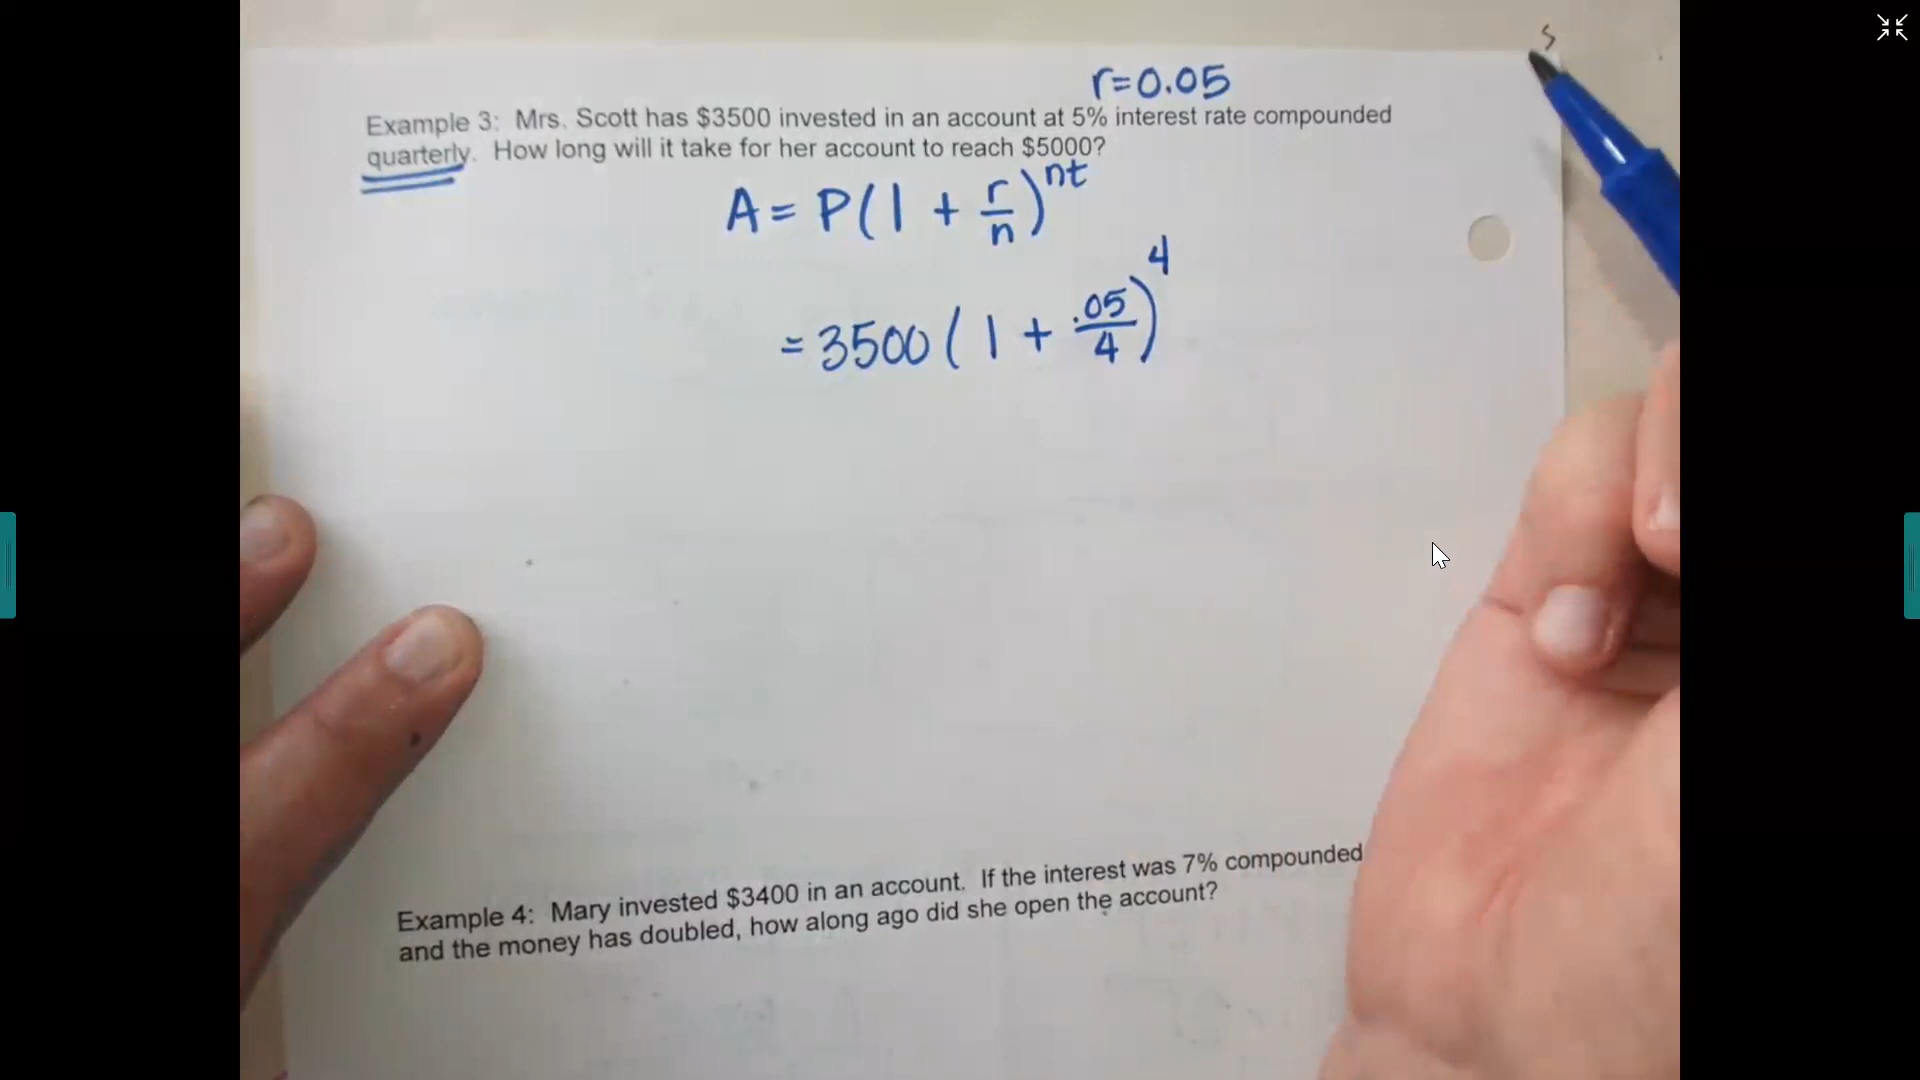 r=0.05
Example 3: Mrs. Scott has $3500 invested in an account at 5% interest rate compounded
quarterly. How long will it take for her account to reach $5000?
A = P(1 + r/n)^nt
= 3500(1 + .05/4)^4
Example 4: Mary invested $3400 in an account. If the interest was 7% compounded
and the money has doubled, how along ago did she open the account?